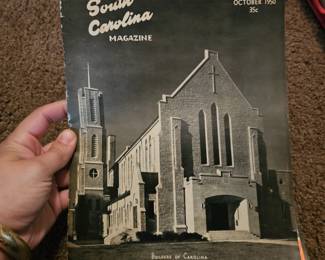 South
Carolina
MAGAZINE
OCTOBER 1950
35c
BUILDERS OF CAROLINA